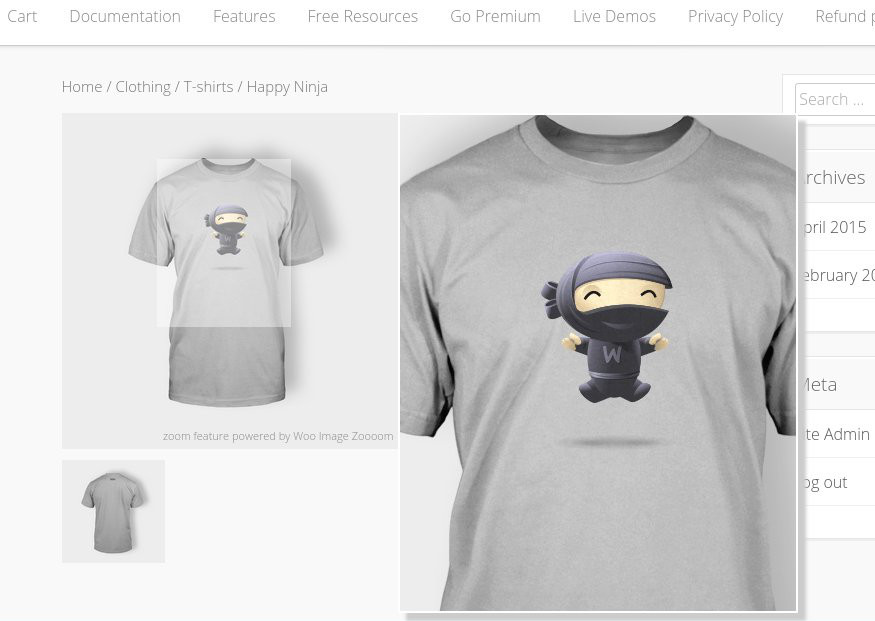 Cart Documentation Features Free Resources Go Premium Live Demos Privacy Policy Refund
Home / Clothing / T-shirts / Happy Ninja
Search ...
rchives
pril 2015
ebruary 20
W
zoom feature powered by Woo Image Zoooom
Meta
te Admin
og out